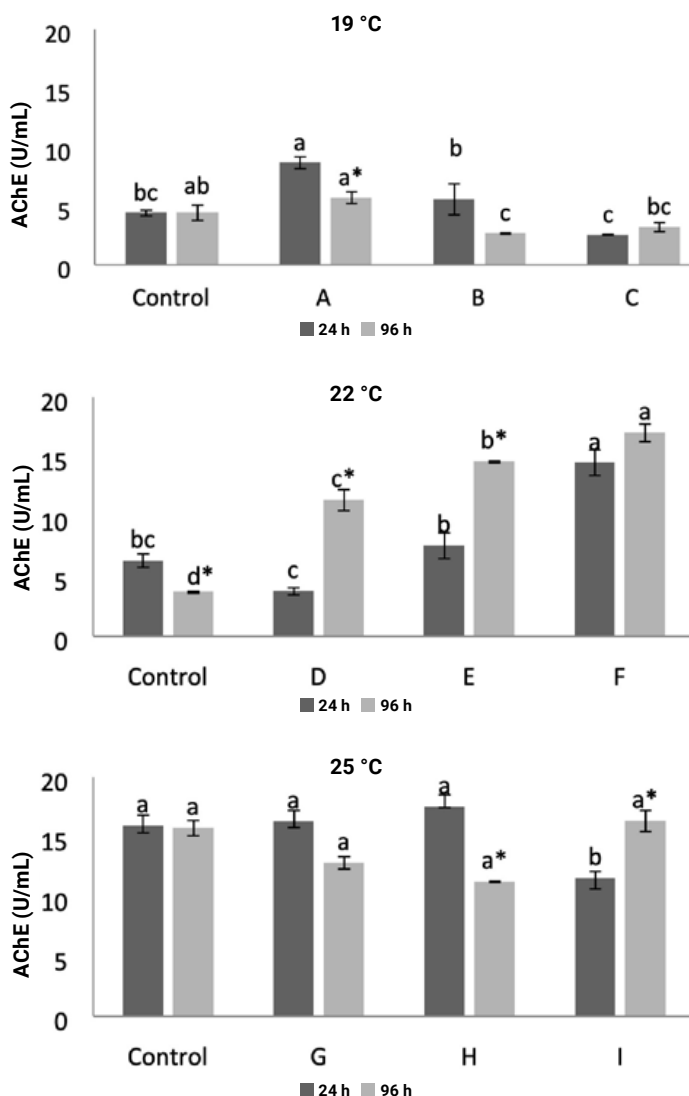 19 °C
AChE (U/mL)
20
15
10
5
0
bc
ab
a
a*
b
c
c
bc
Control
A
B
C
24 h
96 h
22 °C
AChE (U/mL)
20
15
10
5
0
bc
d*
c
c*
b
b*
a
a
Control
D
E
F
24 h
96 h
25 °C
AChE (U/mL)
20
15
10
5
0
a
a
a
a
a
a*
b
a*
Control
G
H
I
24 h
96 h